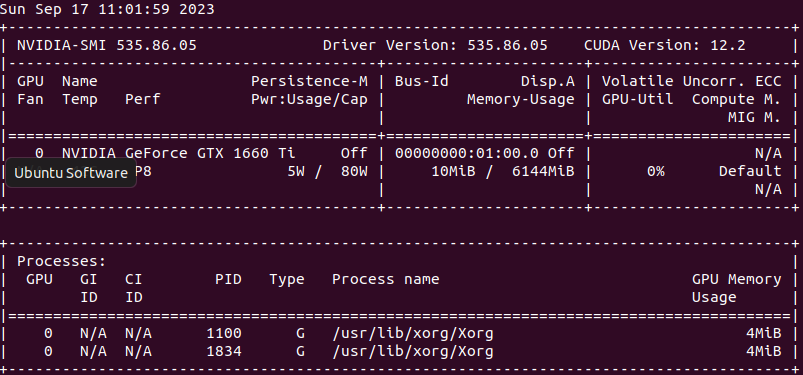 Sun Sep 17 11:01:59 2023
+---------------------------------------------------------------------------------------+
| NVIDIA-SMI 535.86.05              Driver Version: 535.86.05    CUDA Version: 12.2     |
|-----------------------------------------+----------------------+----------------------+
| GPU  Name                 Persistence-M | Bus-Id        Disp.A | Volatile Uncorr. ECC |
| Fan  Temp   Perf          Pwr:Usage/Cap |         Memory-Usage | GPU-Util  Compute M. |
|                                         |                      |               MIG M. |
|=========================================+======================+======================|
|   0  NVIDIA GeForce GTX 1660 Ti     Off | 00000000:01:00.0 Off |                  N/A |
Ubuntu Software P8               5W /  80W |     10MiB /  6144MiB |      0%      Default |
|                                         |                      |                  N/A |
+-----------------------------------------+----------------------+----------------------+
+---------------------------------------------------------------------------------------+
| Processes:                                                                            |
|  GPU   GI   CI        PID   Type   Process name                            GPU Memory |
|        ID   ID                                                             Usage      |
|=======================================================================================|
|    0   N/A  N/A      1100      G   /usr/lib/xorg/Xorg                            4MiB |
|    0   N/A  N/A      1834      G   /usr/lib/xorg/Xorg                            4MiB |
+---------------------------------------------------------------------------------------+